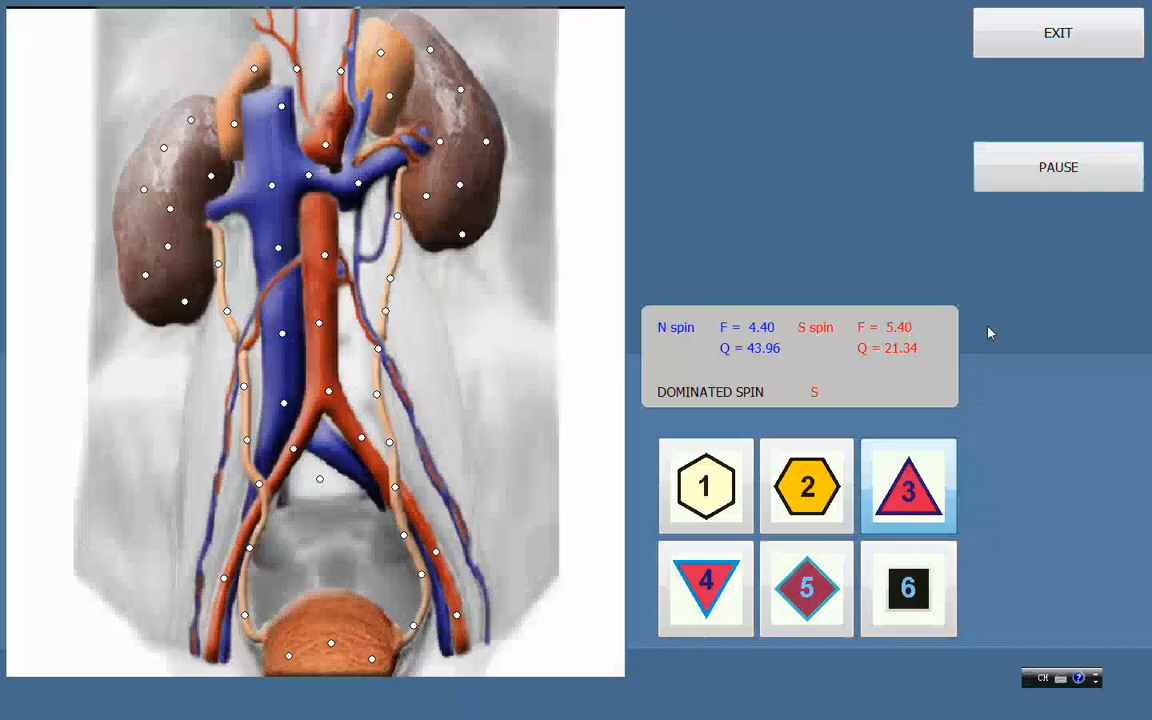 EXIT
PAUSE
N spin F = 4.40 S spin F = 5.40
Q = 43.96 Q = 21.34
DOMINATED SPIN S
1 2 3
4 5 6
CH ?